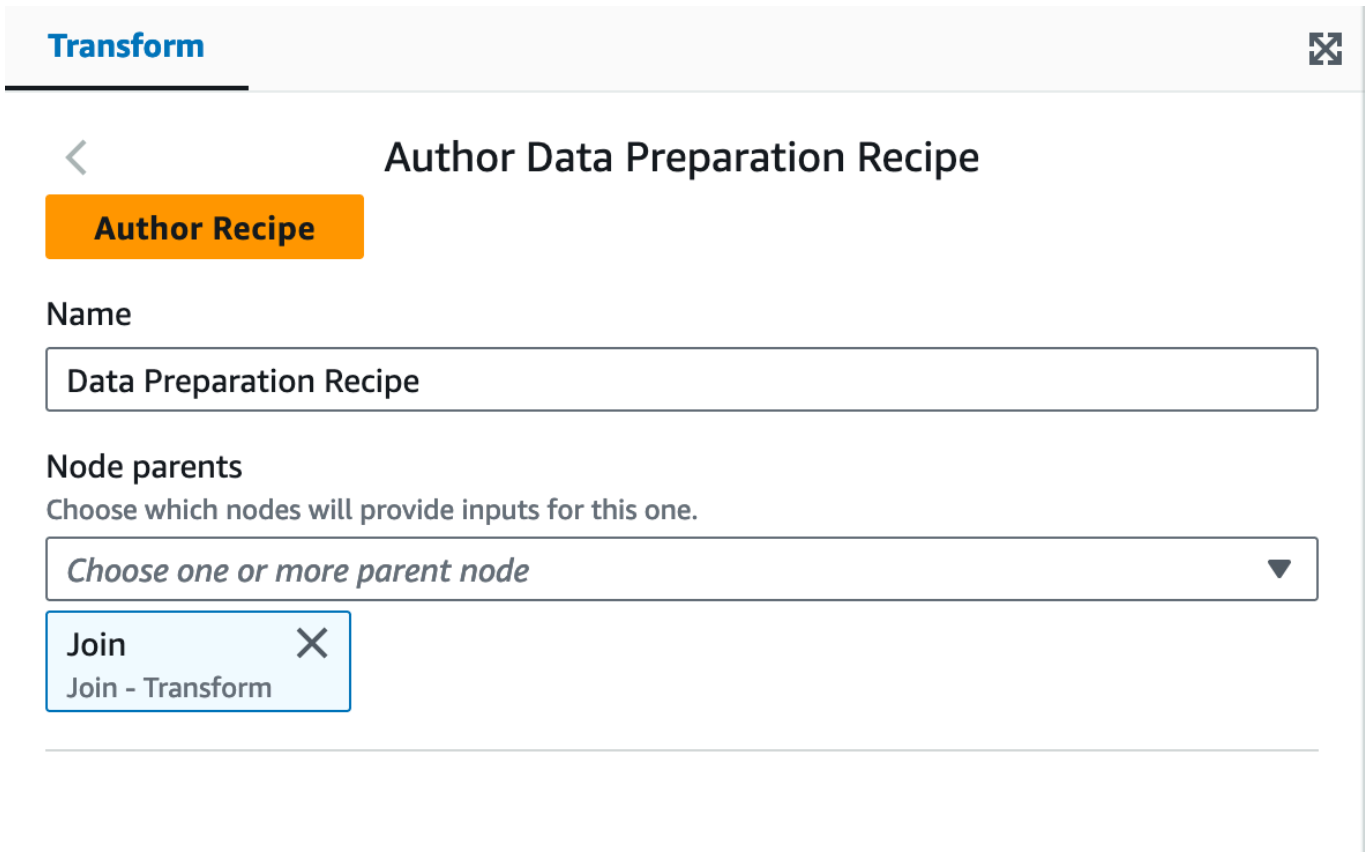 Transform
Author Data Preparation Recipe
Author Recipe
Name
Data Preparation Recipe
Node parents
Choose which nodes will provide inputs for this one.
Choose one or more parent node
Join
Join - Transform